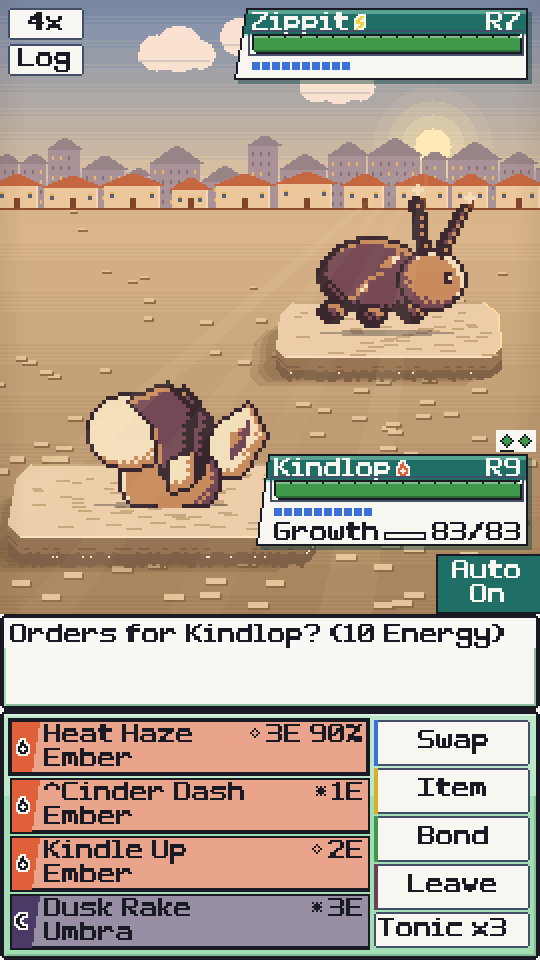 4x
Log
Zippit R7
Kindlop R9
Growth 83/83
Auto
On
Orders for Kindlop? (10 Energy)
Heat Haze ⋄3E 90%
Ember
^Cinder Dash *1E
Ember
Kindle Up ⋄2E
Ember
Dusk Rake *3E
Umbra
Swap
Item
Bond
Leave
Tonic x3